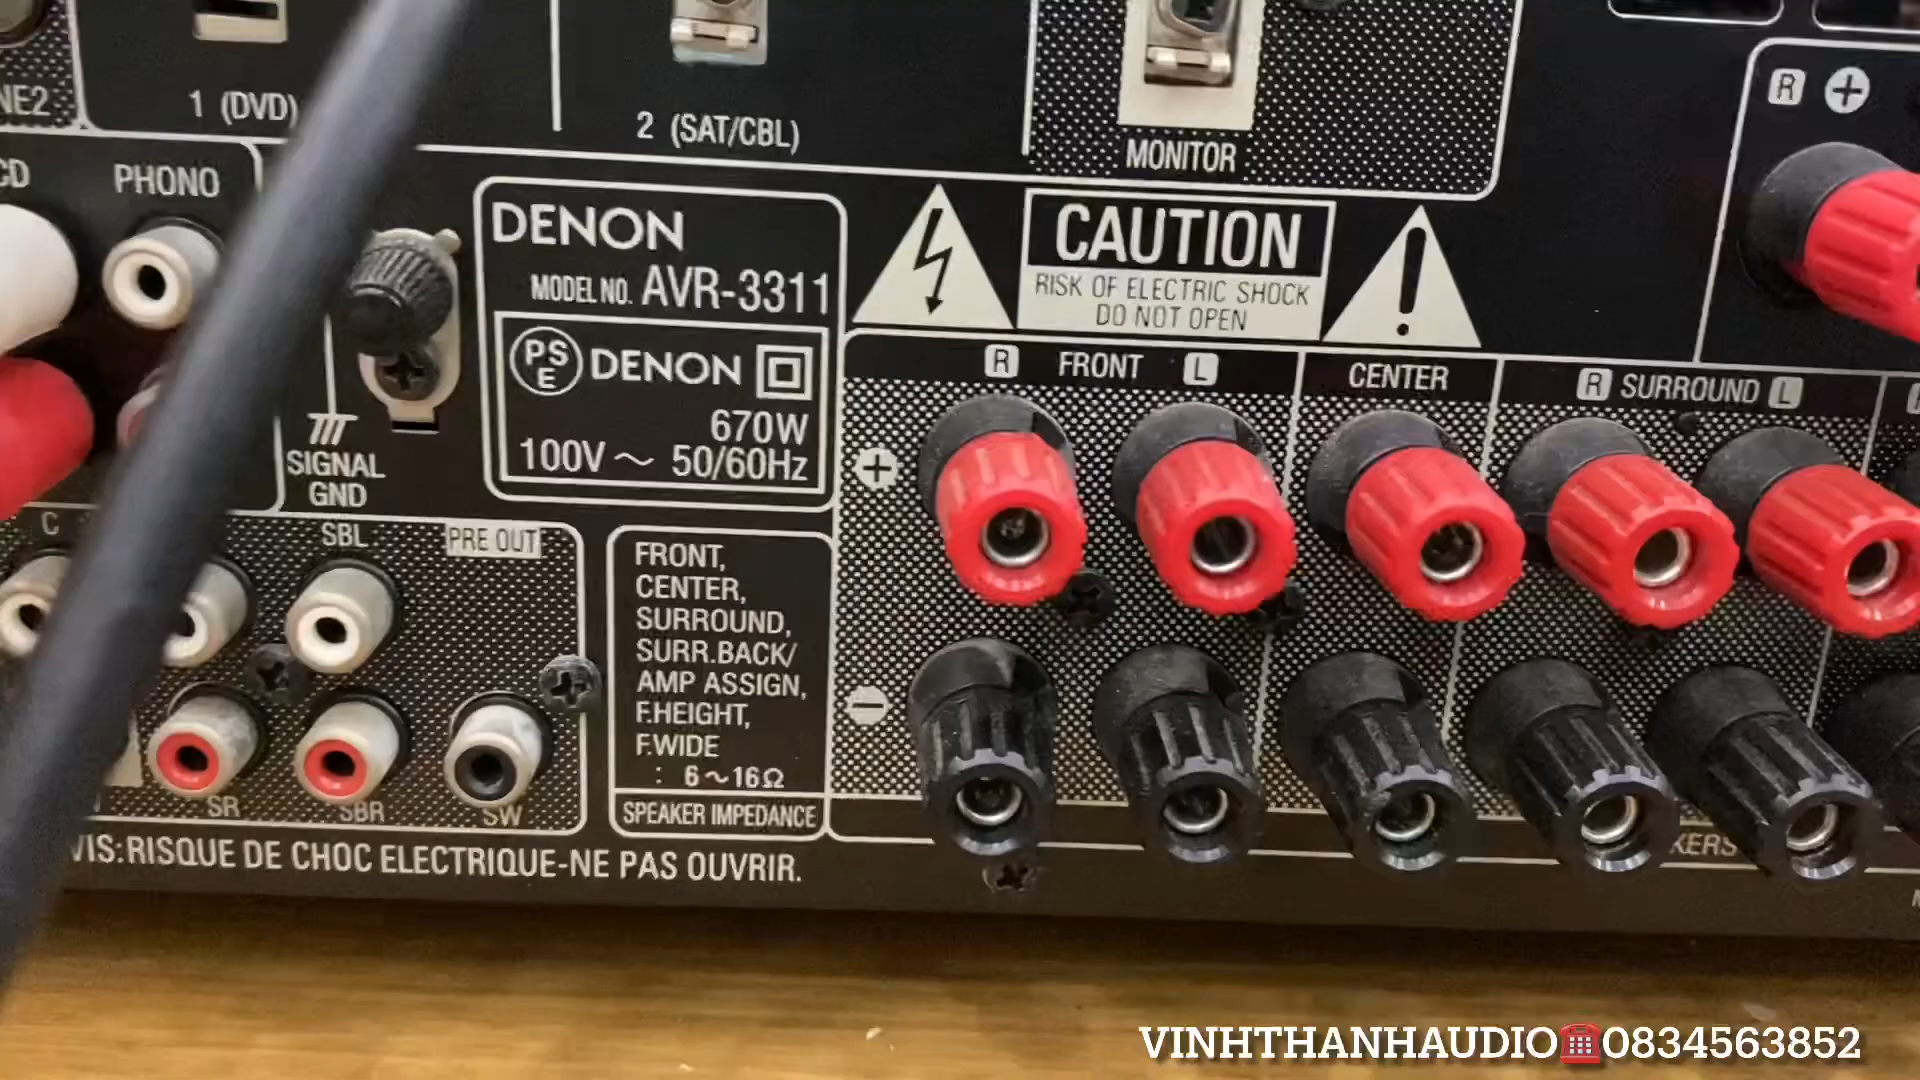 NE2
1 (DVD)
2 (SAT/CBL)
MONITOR
R +
CD
PHONO
DENON
MODEL NO. AVR-3311
PS
E
DENON
670W
100V ~ 50/60Hz
CAUTION
RISK OF ELECTRIC SHOCK
DO NOT OPEN
R FRONT L
CENTER
R SURROUND L
+
−
SIGNAL
GND
C
SBL
PRE OUT
SR
SBR
SW
FRONT,
CENTER,
SURROUND,
SURR.BACK/
AMP ASSIGN,
F.HEIGHT,
F.WIDE
: 6~16Ω
SPEAKER IMPEDANCE
KERS
VIS:RISQUE DE CHOC ELECTRIQUE-NE PAS OUVRIR.
VINHTHANHAUDIO☎0834563852